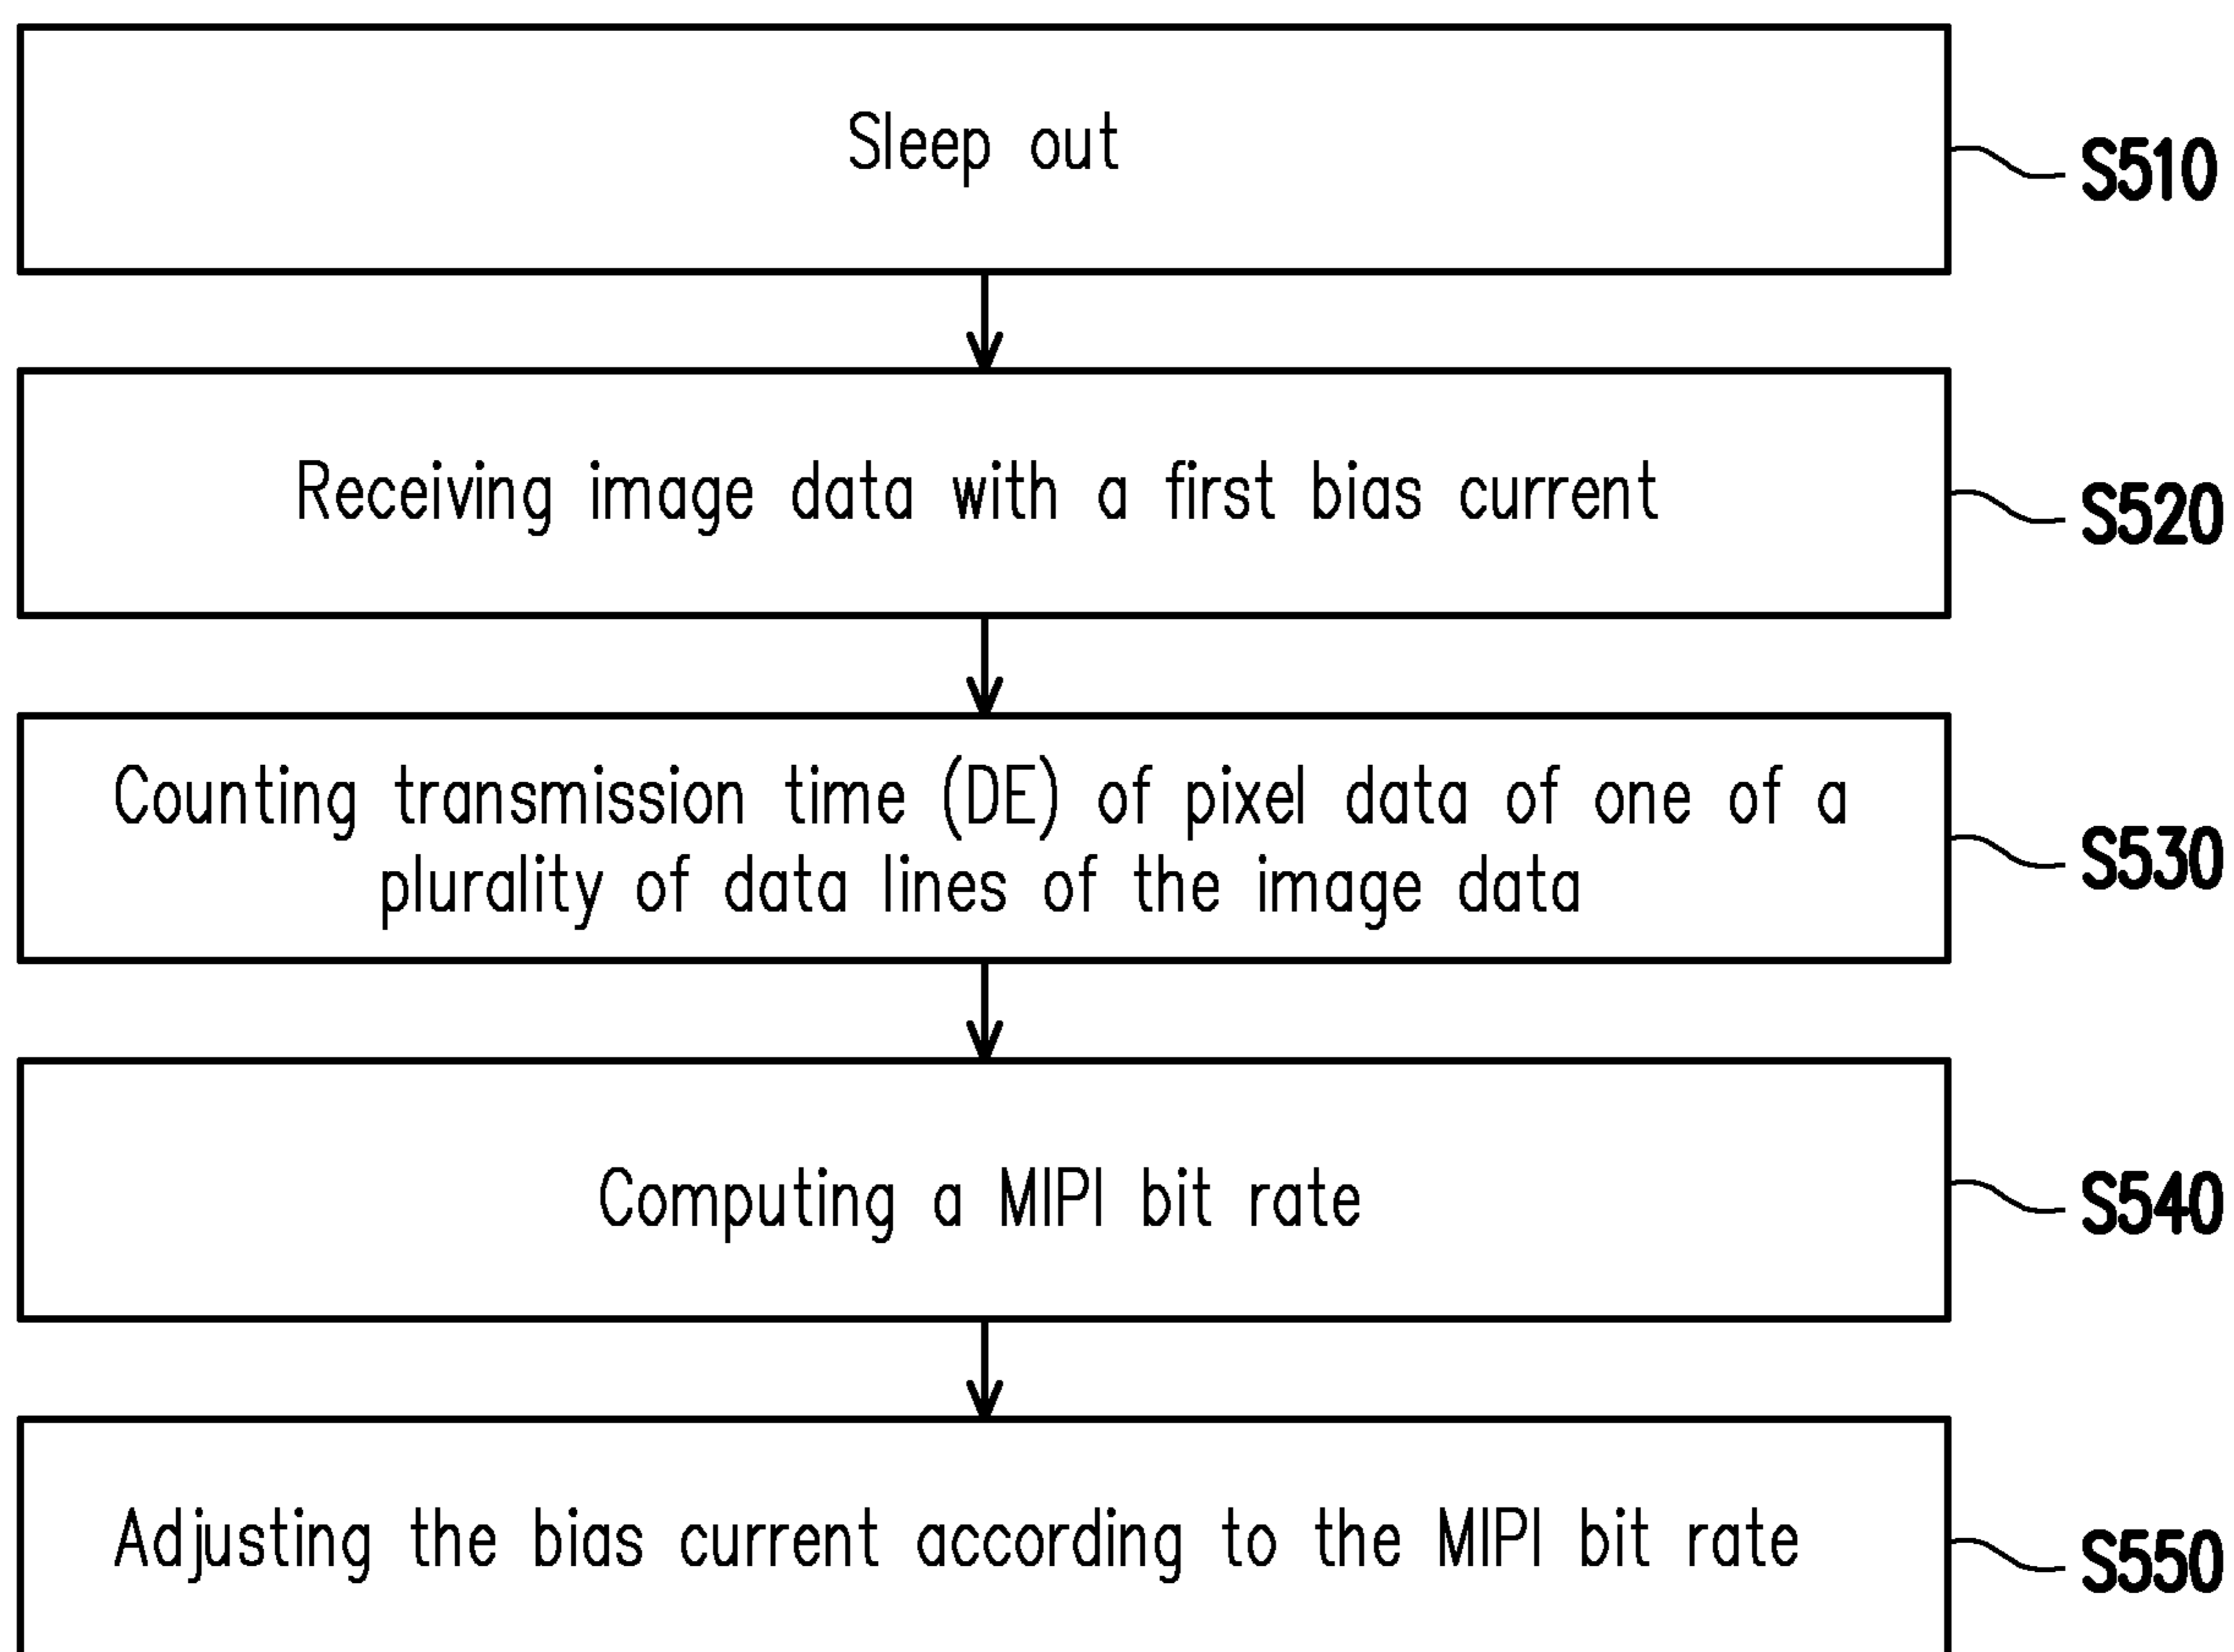 Sleep out
S510
Receiving image data with a first bias current
S520
Counting transmission time (DE) of pixel data of one of a
plurality of data lines of the image data
S530
Computing a MIPI bit rate
S540
Adjusting the bias current according to the MIPI bit rate
S550